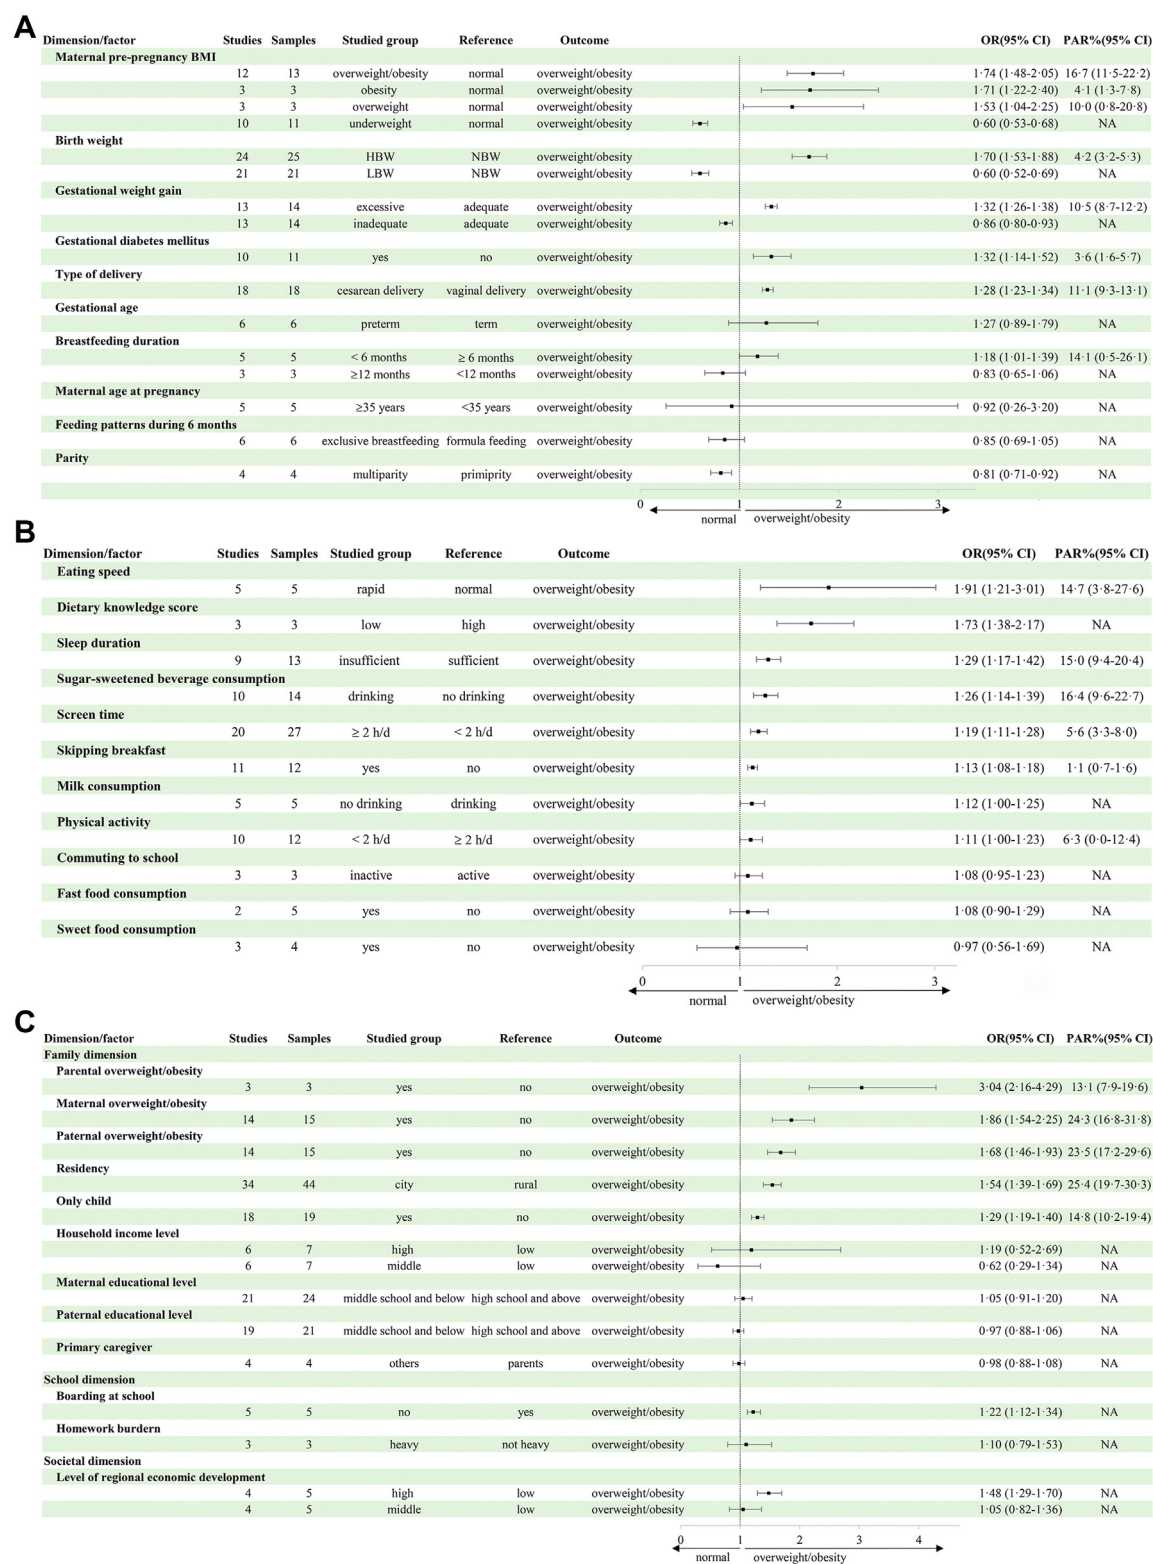 A
Dimension/factor Studies Samples Studied group Reference Outcome OR(95% CI) PAR%(95% CI)
Maternal pre-pregnancy BMI
12 13 overweight/obesity normal overweight/obesity 1·74 (1·48-2·05) 16·7 (11·5-22·2)
3 3 obesity normal overweight/obesity 1·71 (1·22-2·40) 4·1 (1·3-7·8)
3 3 overweight normal overweight/obesity 1·53 (1·04-2·25) 10·0 (0·8-20·8)
10 11 underweight normal overweight/obesity 0·60 (0·53-0·68) NA
Birth weight
24 25 HBW NBW overweight/obesity 1·70 (1·53-1·88) 4·2 (3·2-5·3)
21 21 LBW NBW overweight/obesity 0·60 (0·52-0·69) NA
Gestational weight gain
13 14 excessive adequate overweight/obesity 1·32 (1·26-1·38) 10·5 (8·7-12·2)
13 14 inadequate adequate overweight/obesity 0·86 (0·80-0·93) NA
Gestational diabetes mellitus
10 11 yes no overweight/obesity 1·32 (1·14-1·52) 3·6 (1·6-5·7)
Type of delivery
18 18 cesarean delivery vaginal delivery overweight/obesity 1·28 (1·23-1·34) 11·1 (9·3-13·1)
Gestational age
6 6 preterm term overweight/obesity 1·27 (0·89-1·79) NA
Breastfeeding duration
5 5 < 6 months ≥ 6 months overweight/obesity 1·18 (1·01-1·39) 14·1 (0·5-26·1)
3 3 ≥12 months <12 months overweight/obesity 0·83 (0·65-1·06) NA
Maternal age at pregnancy
5 5 ≥35 years <35 years overweight/obesity 0·92 (0·26-3·20) NA
Feeding patterns during 6 months
6 6 exclusive breastfeeding formula feeding overweight/obesity 0·85 (0·69-1·05) NA
Parity
4 4 multiparity primiprity overweight/obesity 0·81 (0·71-0·92) NA
0 1 2 3
normal overweight/obesity
B
Dimension/factor Studies Samples Studied group Reference Outcome OR(95% CI) PAR%(95% CI)
Eating speed
5 5 rapid normal overweight/obesity 1·91 (1·21-3·01) 14·7 (3·8-27·6)
Dietary knowledge score
3 3 low high overweight/obesity 1·73 (1·38-2·17) NA
Sleep duration
9 13 insufficient sufficient overweight/obesity 1·29 (1·17-1·42) 15·0 (9·4-20·4)
Sugar-sweetened beverage consumption
10 14 drinking no drinking overweight/obesity 1·26 (1·14-1·39) 16·4 (9·6-22·7)
Screen time
20 27 ≥ 2 h/d < 2 h/d overweight/obesity 1·19 (1·11-1·28) 5·6 (3·3-8·0)
Skipping breakfast
11 12 yes no overweight/obesity 1·13 (1·08-1·18) 1·1 (0·7-1·6)
Milk consumption
5 5 no drinking drinking overweight/obesity 1·12 (1·00-1·25) NA
Physical activity
10 12 < 2 h/d ≥ 2 h/d overweight/obesity 1·11 (1·00-1·23) 6·3 (0·0-12·4)
Commuting to school
3 3 inactive active overweight/obesity 1·08 (0·95-1·23) NA
Fast food consumption
2 5 yes no overweight/obesity 1·08 (0·90-1·29) NA
Sweet food consumption
3 4 yes no overweight/obesity 0·97 (0·56-1·69) NA
0 1 2 3
normal overweight/obesity
C
Dimension/factor Studies Samples Studied group Reference Outcome OR(95% CI) PAR%(95% CI)
Family dimension
Parental overweight/obesity
3 3 yes no overweight/obesity 3·04 (2·16-4·29) 13·1 (7·9-19·6)
Maternal overweight/obesity
14 15 yes no overweight/obesity 1·86 (1·54-2·25) 24·3 (16·8-31·8)
Paternal overweight/obesity
14 15 yes no overweight/obesity 1·68 (1·46-1·93) 23·5 (17·2-29·6)
Residency
34 44 city rural overweight/obesity 1·54 (1·39-1·69) 25·4 (19·7-30·3)
Only child
18 19 yes no overweight/obesity 1·29 (1·19-1·40) 14·8 (10·2-19·4)
Household income level
6 7 high low overweight/obesity 1·19 (0·52-2·69) NA
6 7 middle low overweight/obesity 0·62 (0·29-1·34) NA
Maternal educational level
21 24 middle school and below high school and above overweight/obesity 1·05 (0·91-1·20) NA
Paternal educational level
19 21 middle school and below high school and above overweight/obesity 0·97 (0·88-1·06) NA
Primary caregiver
4 4 others parents overweight/obesity 0·98 (0·88-1·08) NA
School dimension
Boarding at school
5 5 no yes overweight/obesity 1·22 (1·12-1·34) NA
Homework burdern
3 3 heavy not heavy overweight/obesity 1·10 (0·79-1·53) NA
Societal dimension
Level of regional economic development
4 5 high low overweight/obesity 1·48 (1·29-1·70) NA
4 5 middle low overweight/obesity 1·05 (0·82-1·36) NA
0 1 2 3 4
normal overweight/obesity